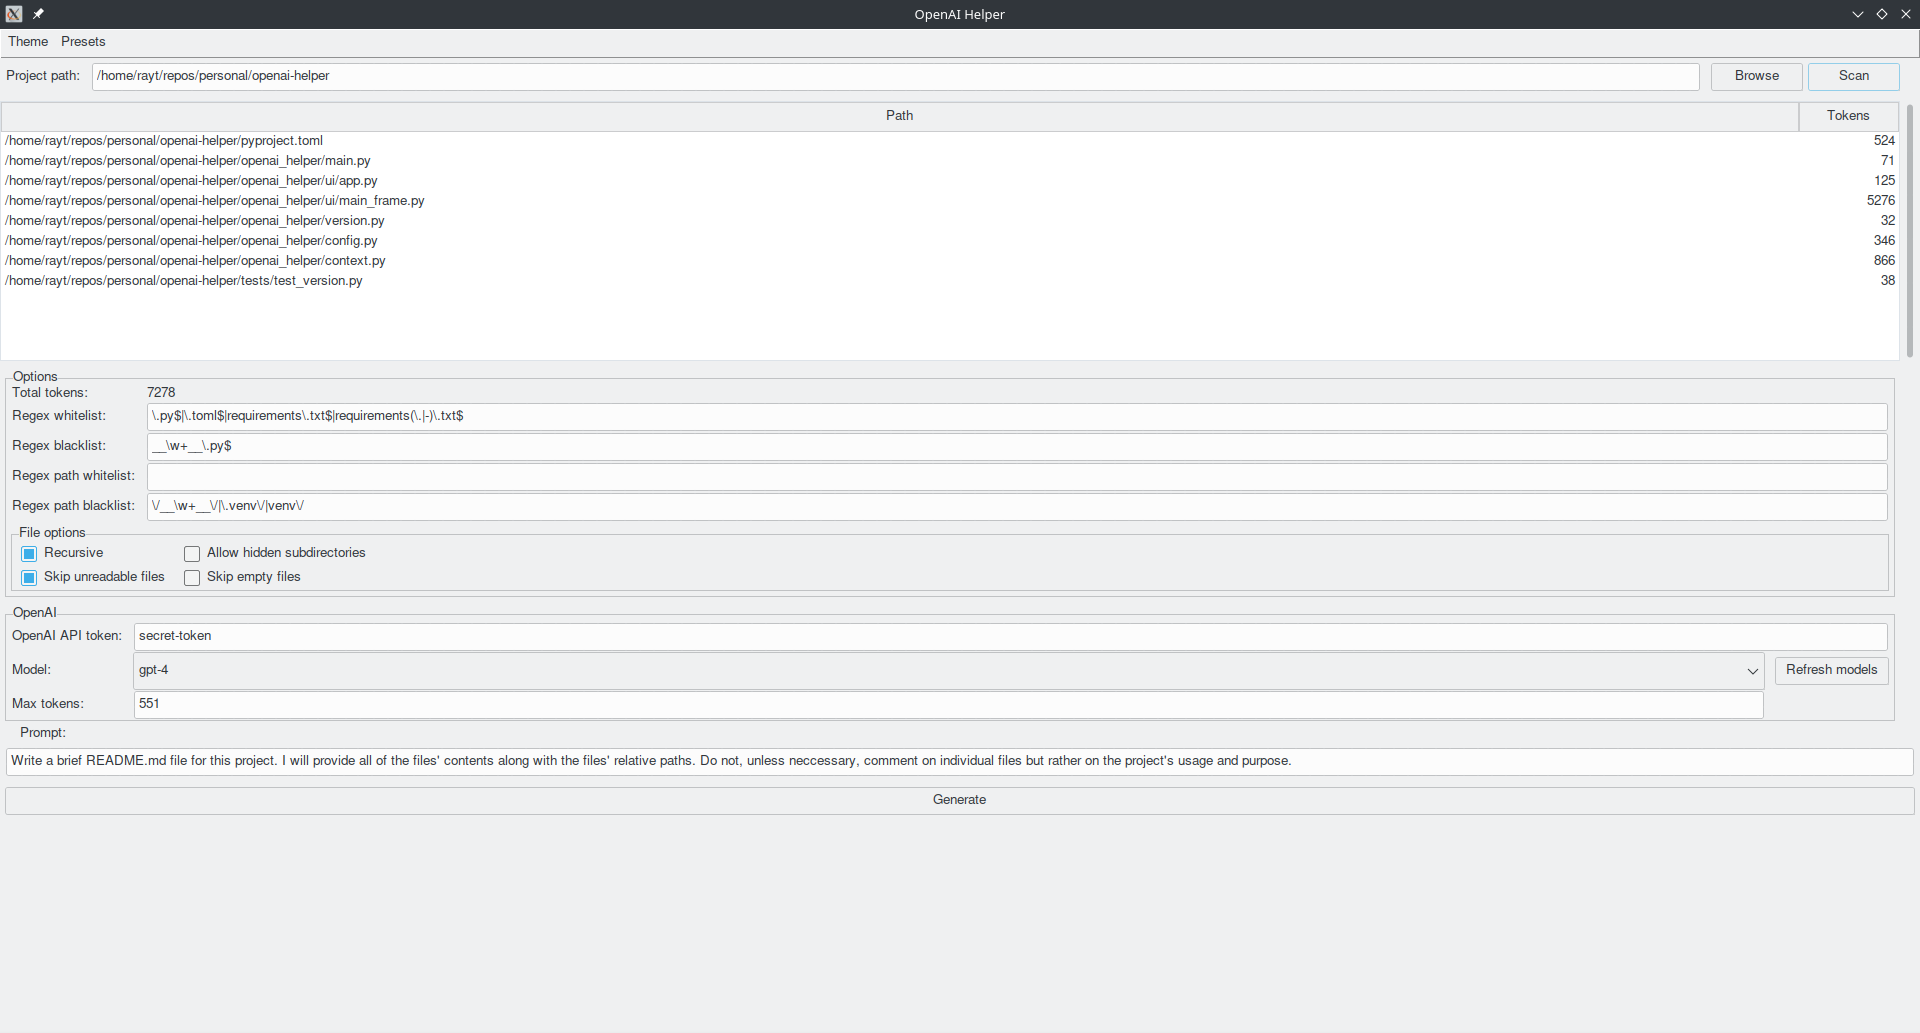 OpenAI Helper
Theme Presets
Project path: /home/rayt/repos/personal/openai-helper Browse Scan
Path Tokens
/home/rayt/repos/personal/openai-helper/pyproject.toml 524
/home/rayt/repos/personal/openai-helper/openai_helper/main.py 71
/home/rayt/repos/personal/openai-helper/openai_helper/ui/app.py 125
/home/rayt/repos/personal/openai-helper/openai_helper/ui/main_frame.py 5276
/home/rayt/repos/personal/openai-helper/openai_helper/version.py 32
/home/rayt/repos/personal/openai-helper/openai_helper/config.py 346
/home/rayt/repos/personal/openai-helper/openai_helper/context.py 866
/home/rayt/repos/personal/openai-helper/tests/test_version.py 38
Options
Total tokens: 7278
Regex whitelist: \.py$|\.toml$|requirements\.txt$|requirements(\.|-)\.txt$
Regex blacklist: __\w+__\.py$
Regex path whitelist:
Regex path blacklist: \/__\w+__\/|\.venv\/|venv\/
File options
Recursive Allow hidden subdirectories
Skip unreadable files Skip empty files
OpenAI
OpenAI API token: secret-token
Model: gpt-4 Refresh models
Max tokens: 551
Prompt:
Write a brief README.md file for this project. I will provide all of the files' contents along with the files' relative paths. Do not, unless neccessary, comment on individual files but rather on the project's usage and purpose.
Generate